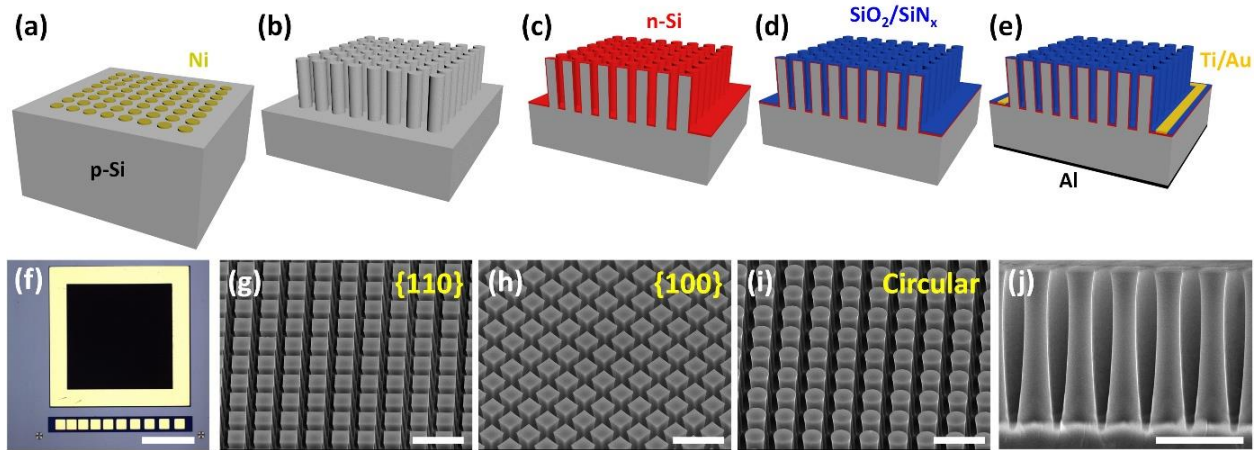 (a)
Ni
p-Si
(b)
(c)
n-Si
(d)
SiO₂/SiNₓ
(e)
Ti/Au
Al
(f)
(g)
{110}
(h)
{100}
(i)
Circular
(j)